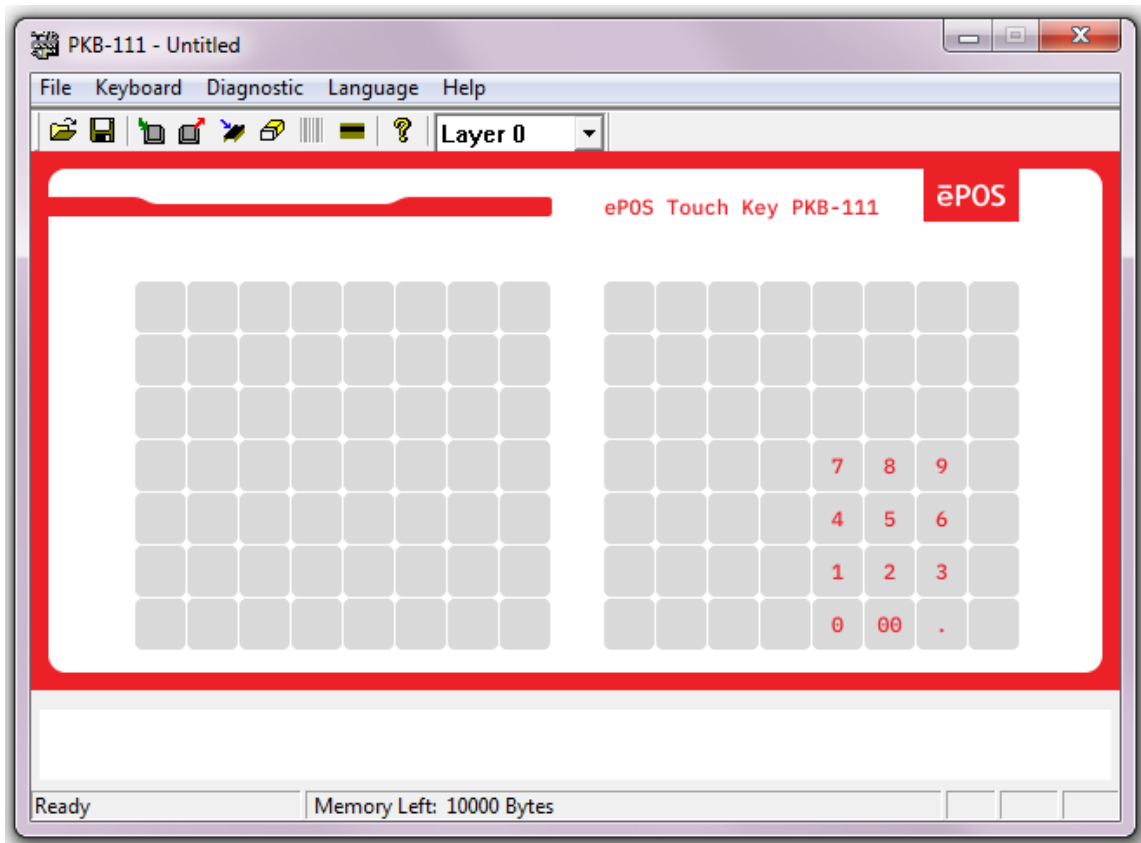 PKB-111 - Untitled
File Keyboard Diagnostic Language Help
Layer 0
ePOS Touch Key PKB-111
ēPOS
7 8 9
4 5 6
1 2 3
0 00 .
Ready Memory Left: 10000 Bytes